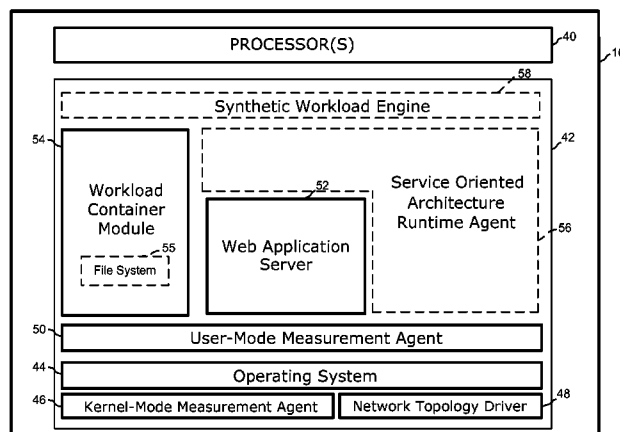 PROCESSOR(S)
40
58
Synthetic Workload Engine
54
42
Workload
Container
Module
52
Service Oriented
Architecture
Runtime Agent
55
File System
Web Application
Server
56
50
User-Mode Measurement Agent
44
Operating System
46
Kernel-Mode Measurement Agent
Network Topology Driver
48